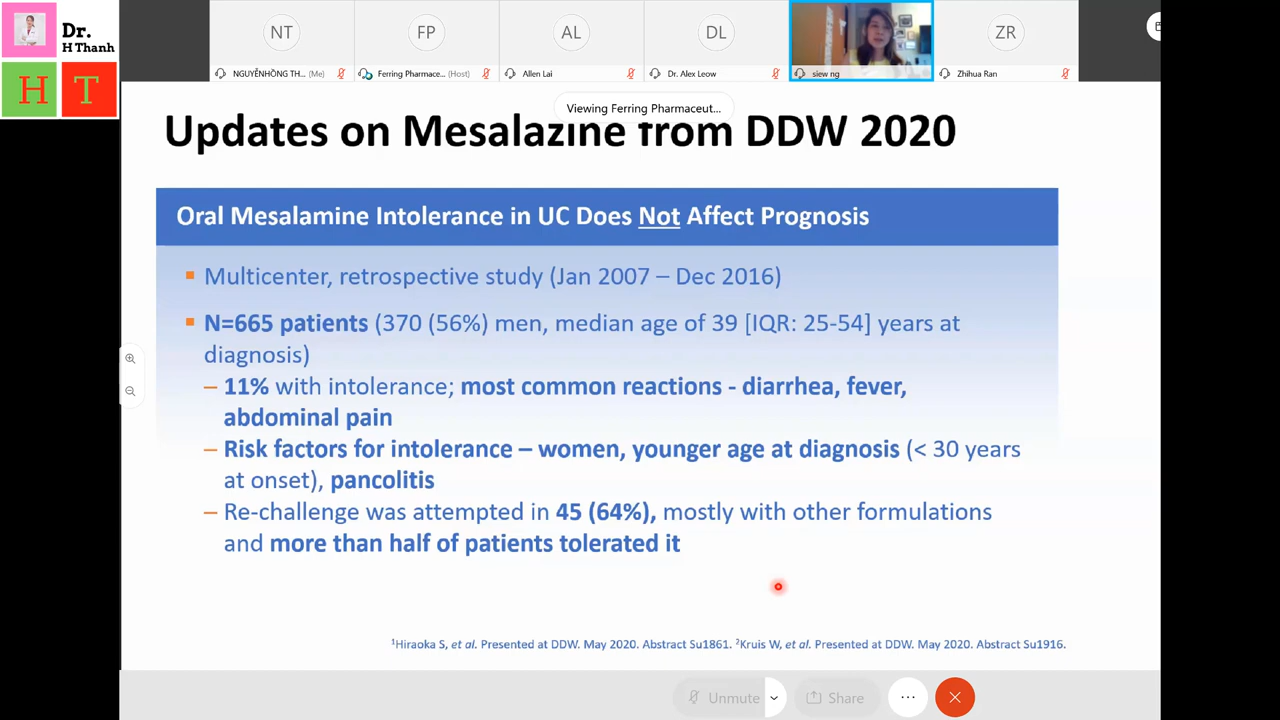 Dr.
H Thanh
H T
NT
FP
AL
DL
ZR
NGUYỄNHỒNG TH... (Me)
Ferring Pharmace... (Host)
Allen Lai
Dr. Alex Leow
siew ng
Zhihua Ran
Viewing Ferring Pharmaceut...
Updates on Mesalazine from DDW 2020
Oral Mesalamine Intolerance in UC Does Not Affect Prognosis
▪ Multicenter, retrospective study (Jan 2007 – Dec 2016)
▪ N=665 patients (370 (56%) men, median age of 39 [IQR: 25-54] years at
diagnosis)
– 11% with intolerance; most common reactions - diarrhea, fever,
abdominal pain
– Risk factors for intolerance – women, younger age at diagnosis (< 30 years
at onset), pancolitis
– Re-challenge was attempted in 45 (64%), mostly with other formulations
and more than half of patients tolerated it
¹Hiraoka S, et al. Presented at DDW. May 2020. Abstract Su1861. ²Kruis W, et al. Presented at DDW. May 2020. Abstract Su1916.
Unmute
Share